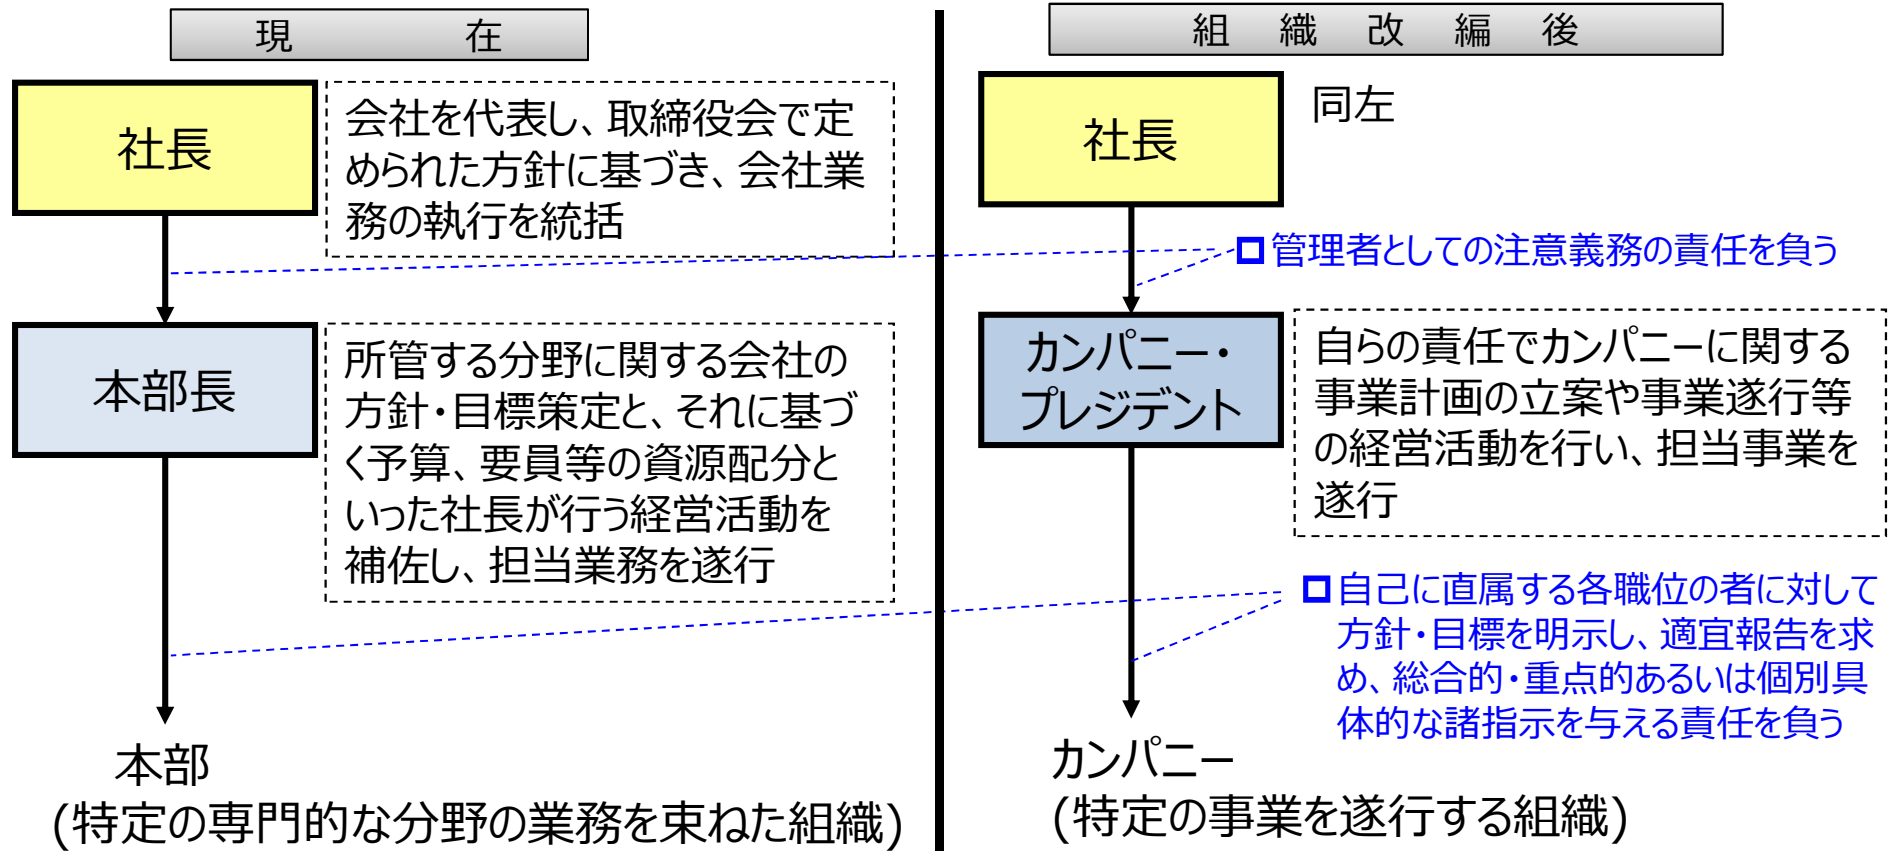 現在
社長
会社を代表し、取締役会で定
められた方針に基づき、会社業
務の執行を統括
本部長
所管する分野に関する会社の
方針・目標策定と、それに基づ
く予算、要員等の資源配分と
いった社長が行う経営活動を
補佐し、担当業務を遂行
本部
(特定の専門的な分野の業務を束ねた組織)
組織改編後
社長
同左
管理者としての注意義務の責任を負う
カンパニー・
プレジデント
自らの責任でカンパニーに関する
事業計画の立案や事業遂行等
の経営活動を行い、担当事業を
遂行
自己に直属する各職位の者に対して
方針・目標を明示し、適宜報告を求
め、総合的・重点的あるいは個別具
体的な諸指示を与える責任を負う
カンパニー
(特定の事業を遂行する組織)